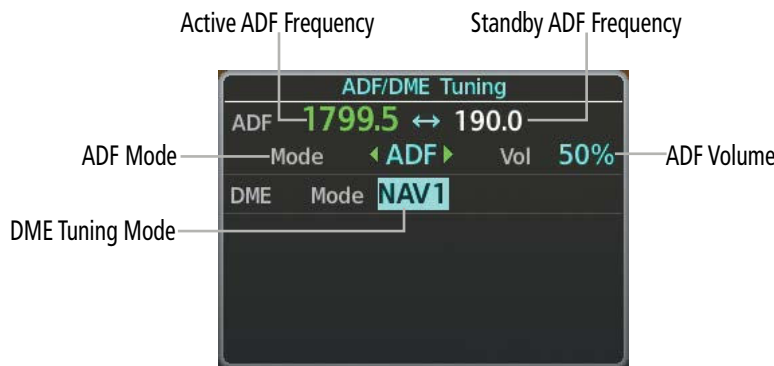 Active ADF Frequency
Standby ADF Frequency
ADF/DME Tuning
ADF 1799.5 ↔ 190.0
ADF Mode
Mode ADF Vol 50%
ADF Volume
DME Mode NAV1
DME Tuning Mode